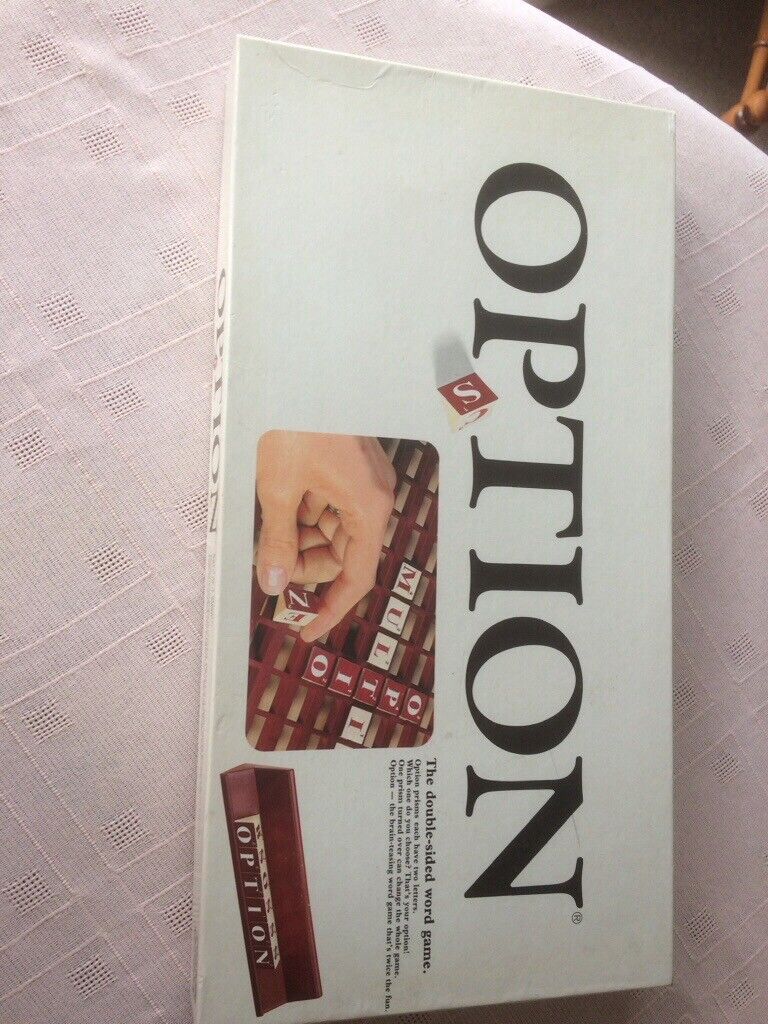 OPTION®
S
MULTI
OPTIO
Z E
The double-sided word game.
Option prisms each have two letters.
Which one do you choose? That's your option!
One prism turned over can change the whole game.
Option — the brain-teasing word game that's twice the fun.
OPTION
OPTION